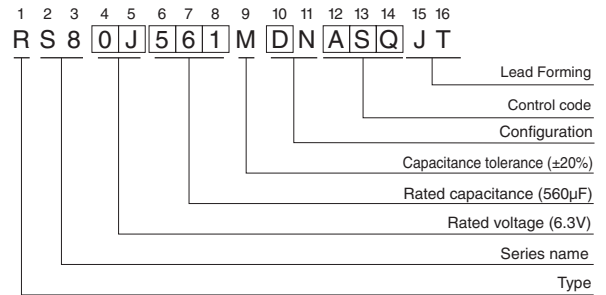 1 2 3 4 5 6 7 8 9 10 11 12 13 14 15 16
R S 8 0 J 5 6 1 M D N A S Q J T
Lead Forming
Control code
Configuration
Capacitance tolerance (±20%)
Rated capacitance (560µF)
Rated voltage (6.3V)
Series name
Type